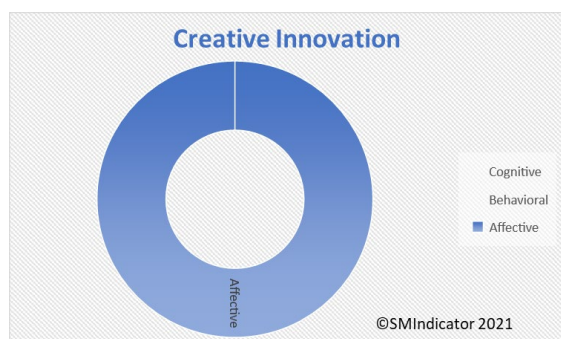 Creative Innovation
Cognitive
Behavioral
Affective
Affective
©SMIndicator 2021